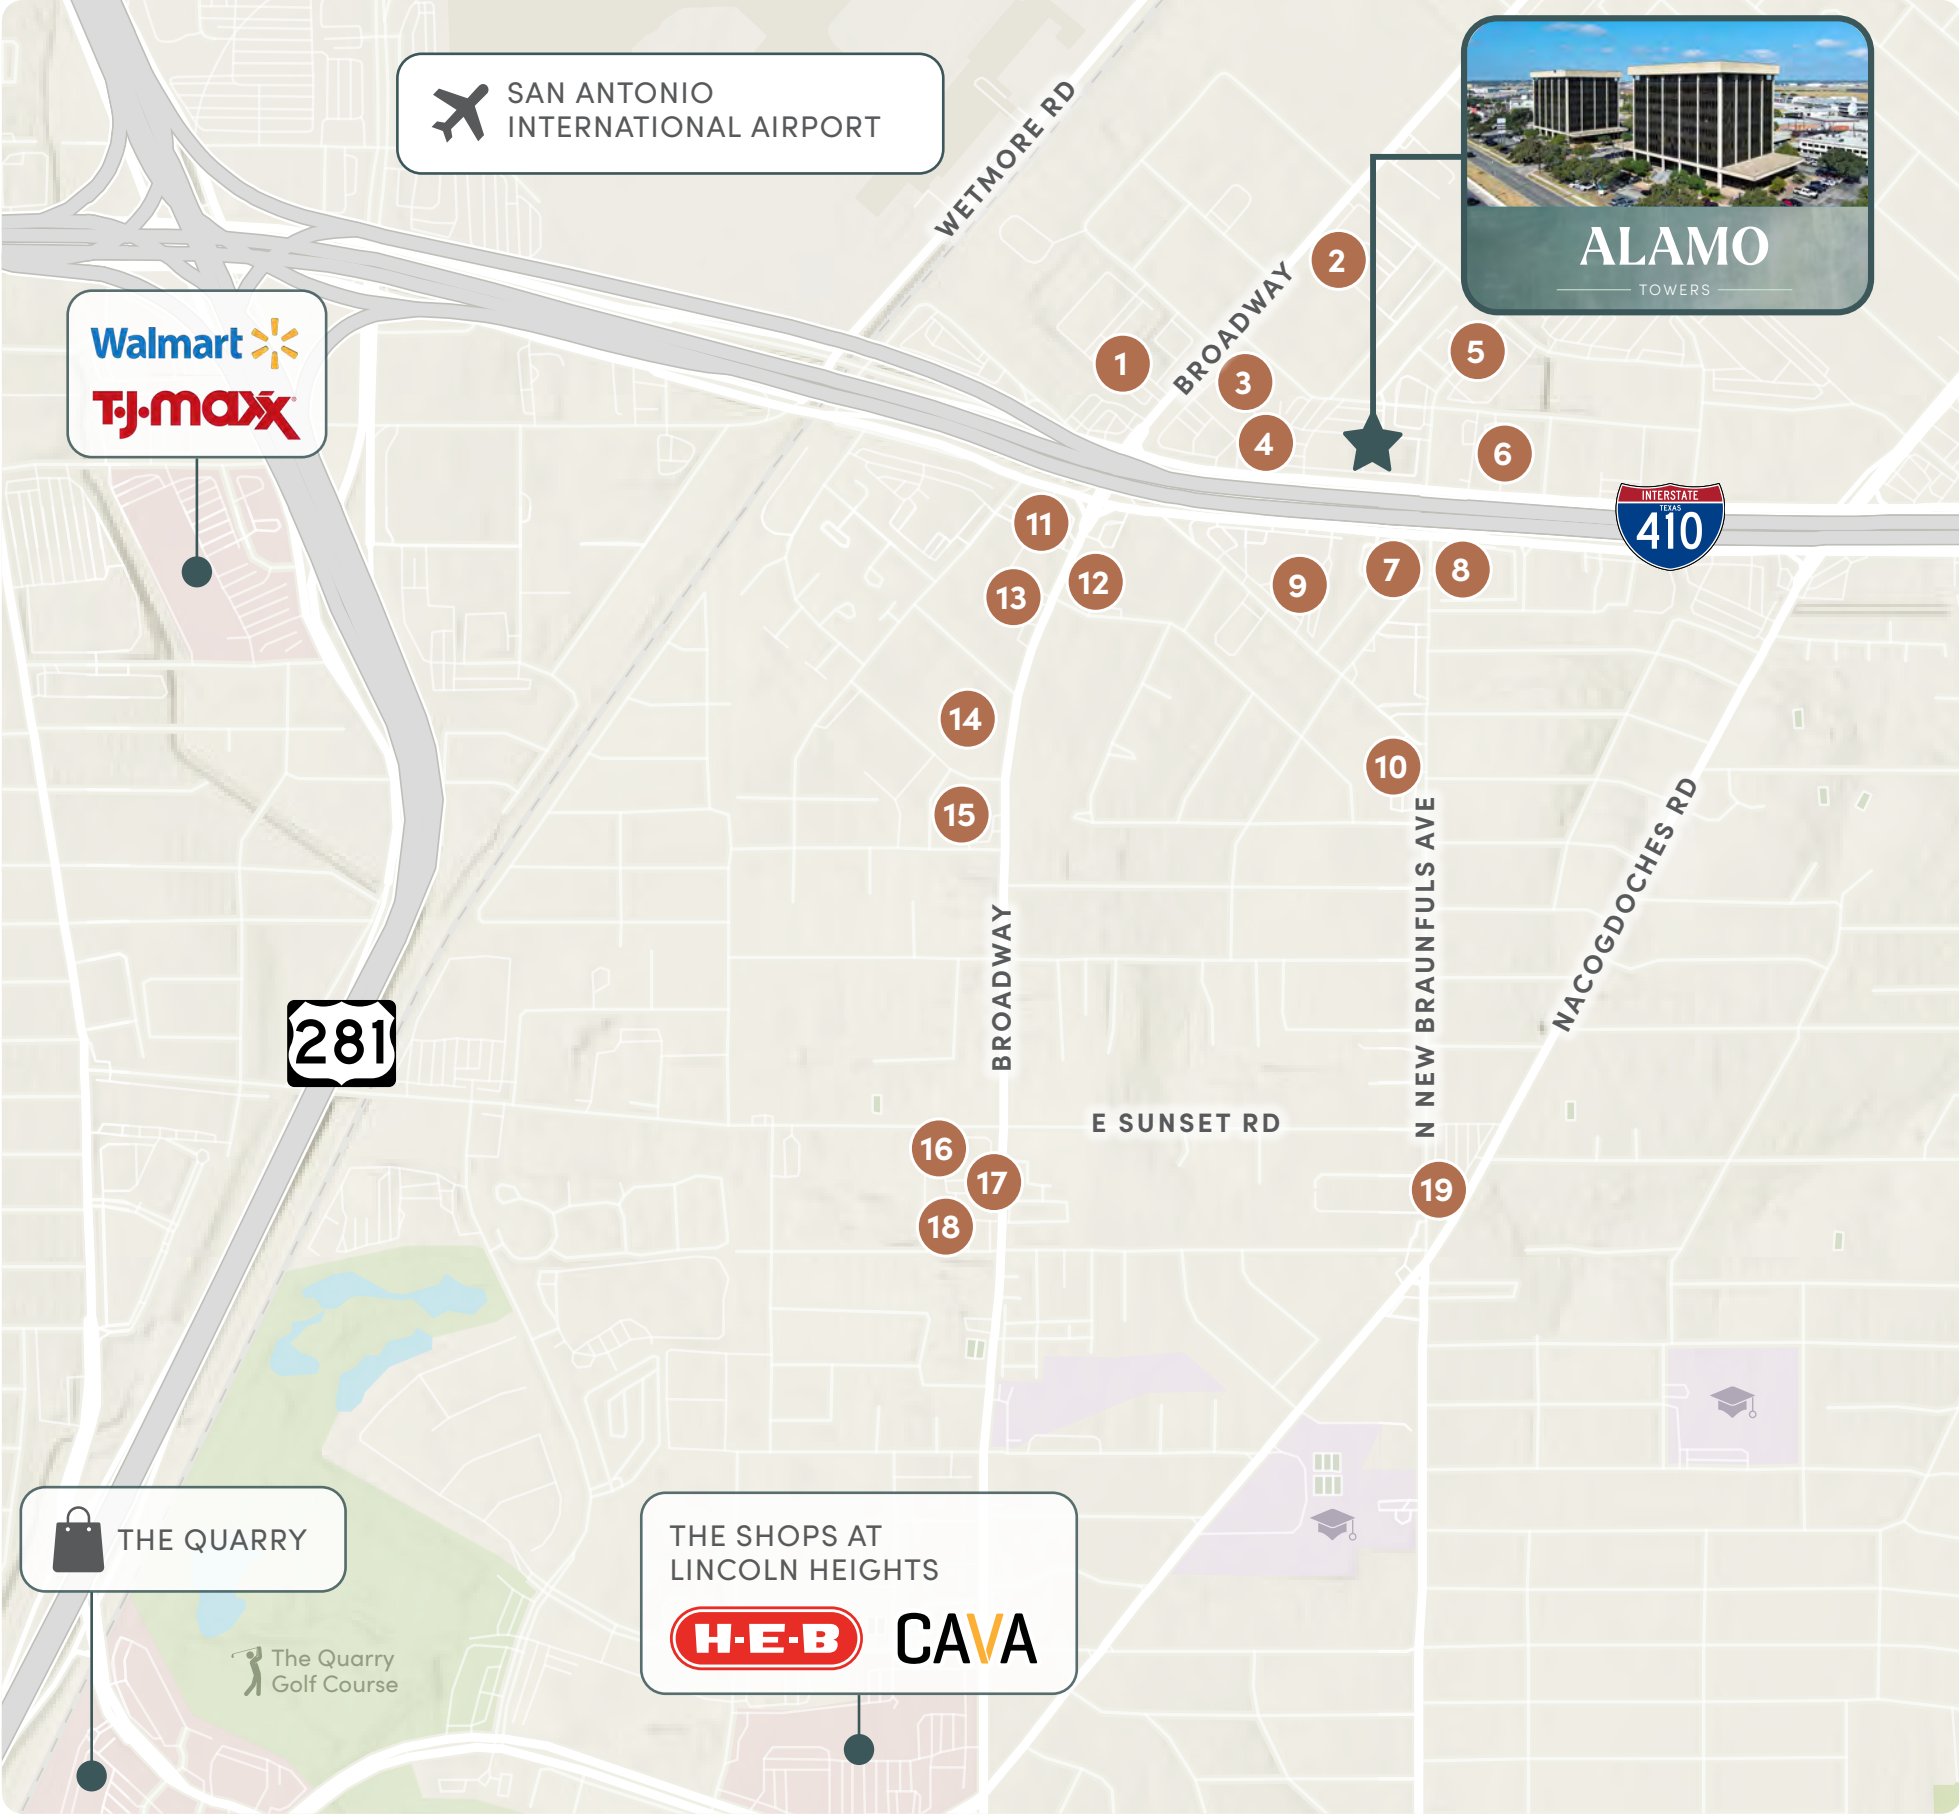 SAN ANTONIO
INTERNATIONAL AIRPORT
WETMORE RD
ALAMO
TOWERS
2
BROADWAY
Walmart
T·J·maxx
1
3
5
4
6
INTERSTATE
TEXAS
410
11
12
13
9
7
8
14
10
15
N NEW BRAUNFULS AVE
NACOGDOCHES RD
BROADWAY
281
E SUNSET RD
16
17
18
19
THE QUARRY
THE SHOPS AT
LINCOLN HEIGHTS
H-E-B
CAVA
The Quarry
Golf Course